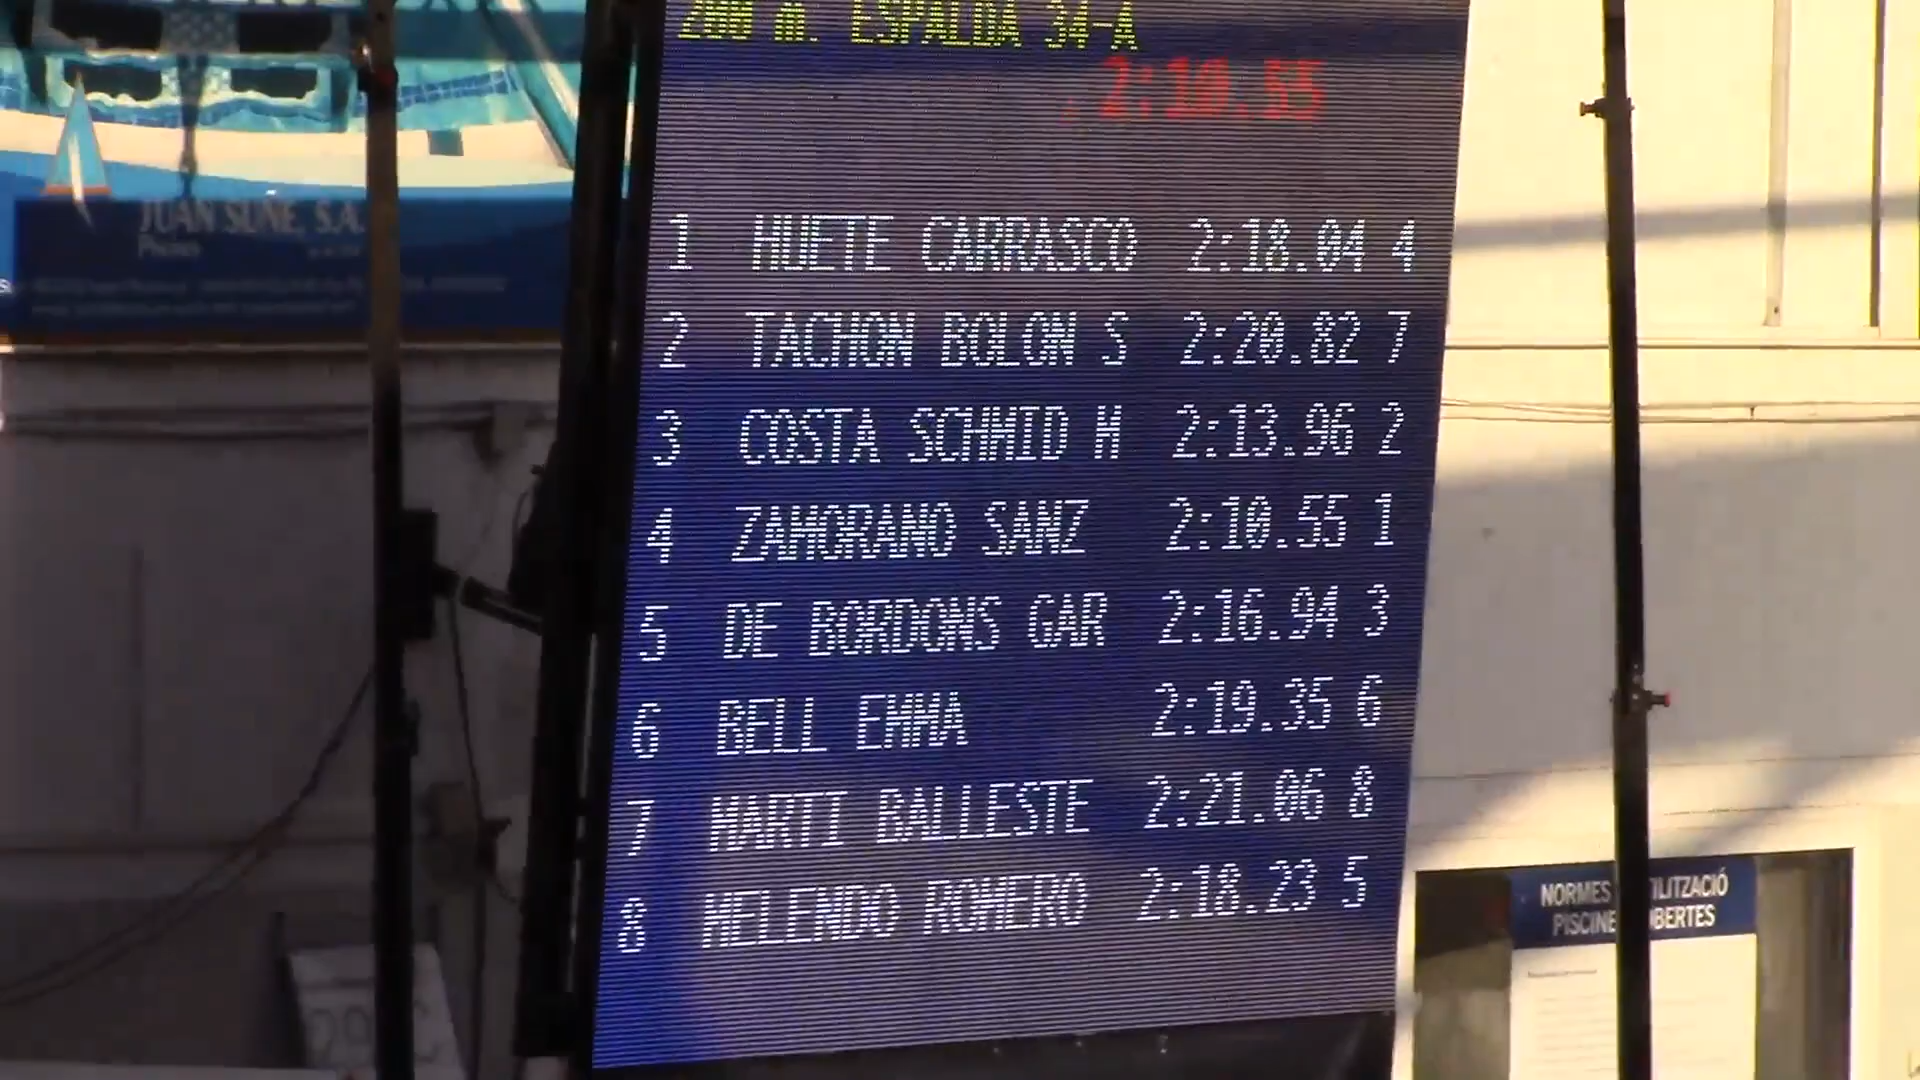 200 m. ESPALDA 34-A
2:10.55
1 HUETE CARRASCO 2:18.04 4
2 TACHON BOLON S 2:20.82 7
3 COSTA SCHMID M 2:13.96 2
4 ZAMORANO SANZ 2:10.55 1
5 DE BORDONS GAR 2:16.94 3
6 BELL EMMA 2:19.35 6
7 MARTI BALLESTE 2:21.06 8
8 MELENDO ROMERO 2:18.23 5
JUAN SUÑE, S.A.
NORMES TILITZACIÓ
PISCINE OBERTES